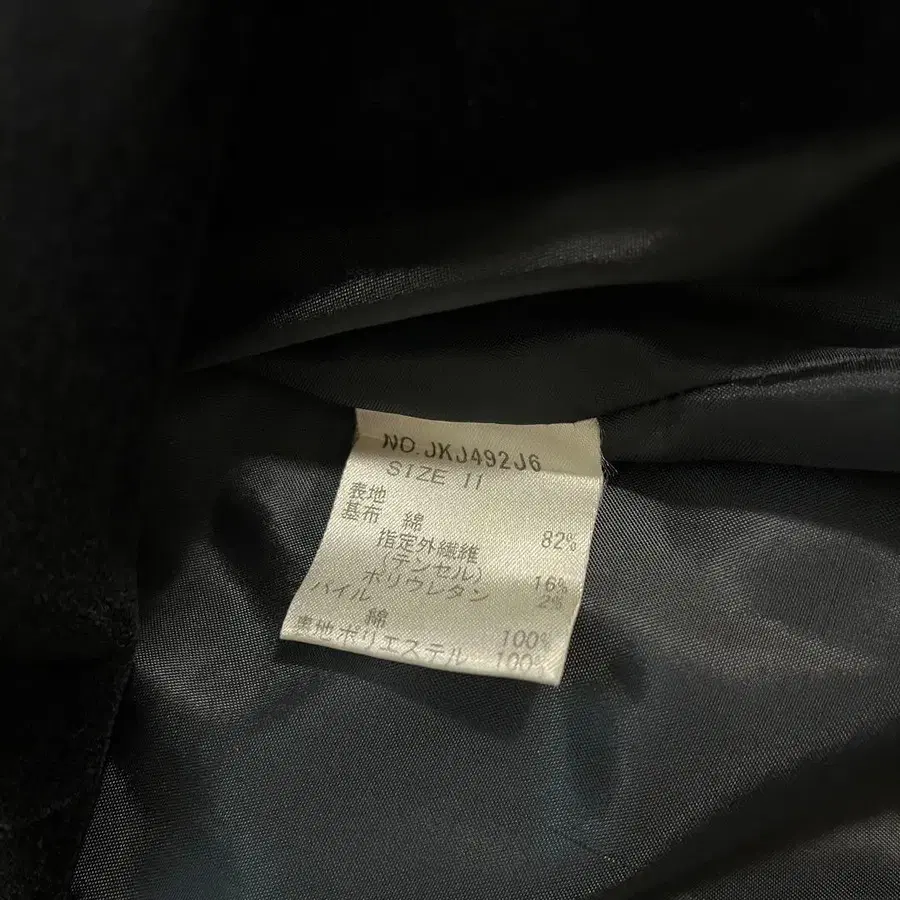 NO.JKJ492J6
SIZE 11
表地
基布 綿 82%
指定外繊維
(テンセル) 16%
ポリウレタン 2%
パイル
綿 100%
表地ポリエステル 100%